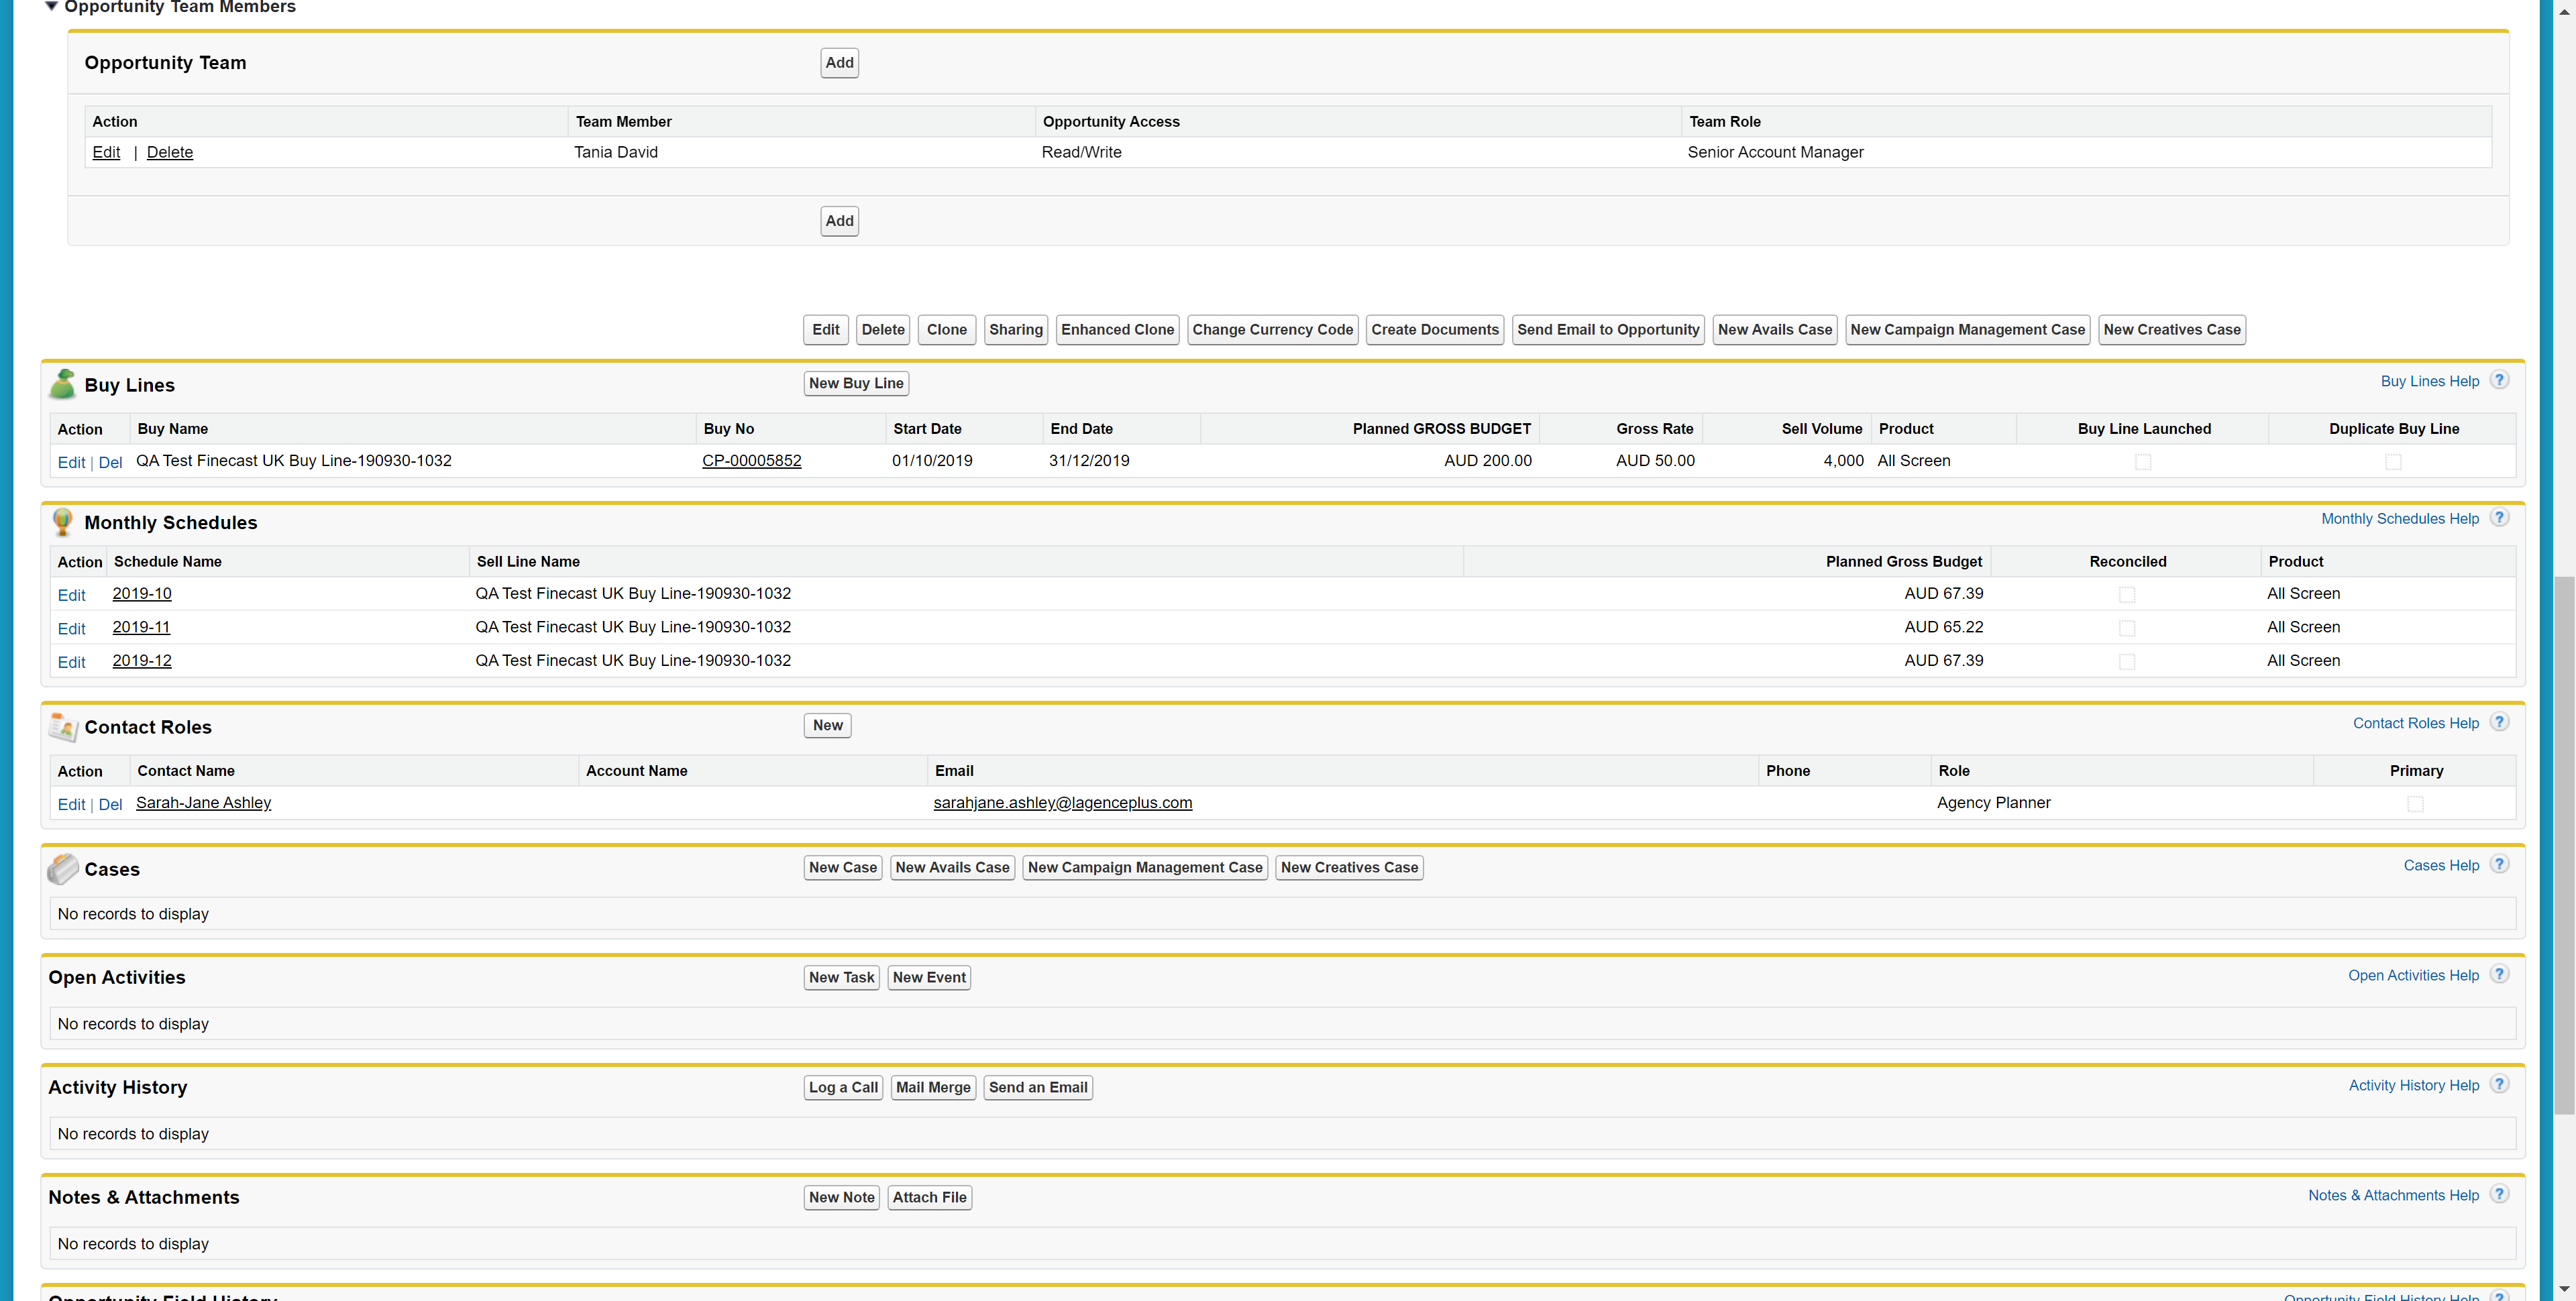 Opportunity Team Members
Opportunity Team Add
Action Team Member Opportunity Access Team Role
Edit | Delete Tania David Read/Write Senior Account Manager
Add
Edit Delete Clone Sharing Enhanced Clone Change Currency Code Create Documents Send Email to Opportunity New Avails Case New Campaign Management Case New Creatives Case
Buy Lines New Buy Line Buy Lines Help ?
Action Buy Name Buy No Start Date End Date Planned GROSS BUDGET Gross Rate Sell Volume Product Buy Line Launched Duplicate Buy Line
Edit | Del QA Test Finecast UK Buy Line-190930-1032 CP-00005852 01/10/2019 31/12/2019 AUD 200.00 AUD 50.00 4,000 All Screen
Monthly Schedules Monthly Schedules Help ?
Action Schedule Name Sell Line Name Planned Gross Budget Reconciled Product
Edit 2019-10 QA Test Finecast UK Buy Line-190930-1032 AUD 67.39 All Screen
Edit 2019-11 QA Test Finecast UK Buy Line-190930-1032 AUD 65.22 All Screen
Edit 2019-12 QA Test Finecast UK Buy Line-190930-1032 AUD 67.39 All Screen
Contact Roles New Contact Roles Help ?
Action Contact Name Account Name Email Phone Role Primary
Edit | Del Sarah-Jane Ashley sarahjane.ashley@lagenceplus.com Agency Planner
Cases New Case New Avails Case New Campaign Management Case New Creatives Case Cases Help ?
No records to display
Open Activities New Task New Event Open Activities Help ?
No records to display
Activity History Log a Call Mail Merge Send an Email Activity History Help ?
No records to display
Notes & Attachments New Note Attach File Notes & Attachments Help ?
No records to display
Opportunity Field History Opportunity Field History Help ?